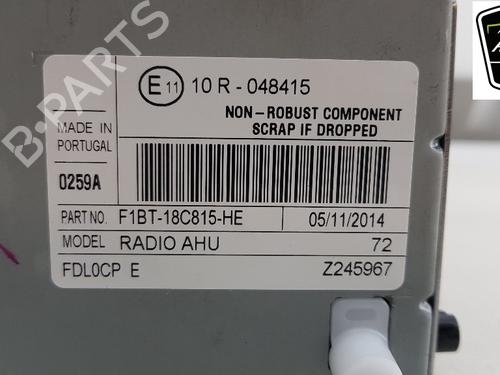 E 11 10 R - 048415
NON-ROBUST COMPONENT
SCRAP IF DROPPED
MADE IN
PORTUGAL
0259A
PART NO. F1BT-18C815-HE 05/11/2014
MODEL RADIO AHU 72
FDL0CP E Z245967
B-PARTS